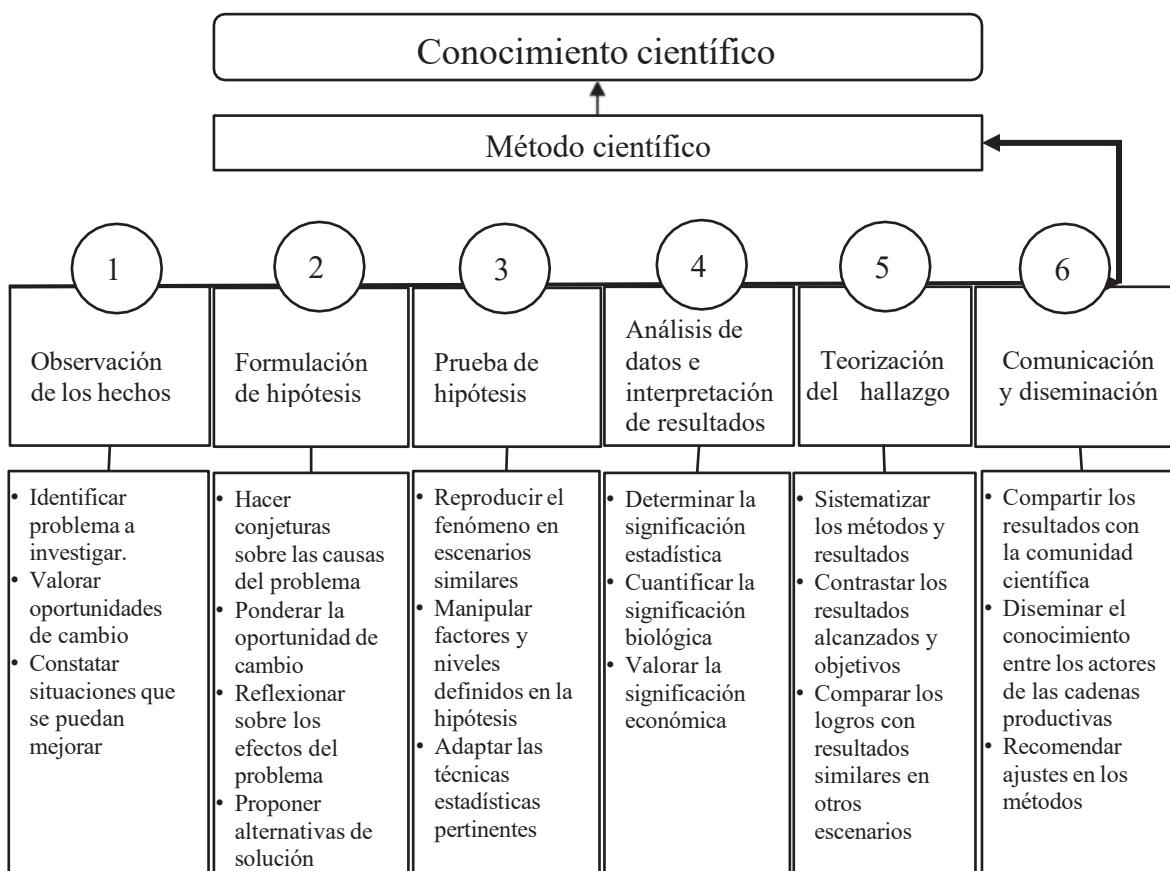 Conocimiento científico
Método científico
1
2
3
4
5
6
Observación
de los hechos
Formulación
de hipótesis
Prueba de
hipótesis
Análisis de
datos e
interpretación
de resultados
Teorización
del hallazgo
Comunicación
y diseminación
• Identificar
problema a
investigar.
• Valorar
oportunidades
de cambio
• Constatar
situaciones que
se puedan
mejorar
• Hacer
conjeturas
sobre las causas
del problema
• Ponderar la
oportunidad de
cambio
• Reflexionar
sobre los
efectos del
problema
• Proponer
alternativas de
solución
• Reproducir el
fenómeno en
escenarios
similares
• Manipular
factores y
niveles
definidos en la
hipótesis
• Adaptar las
técnicas
estadísticas
pertinentes
• Determinar la
significación
estadística
• Cuantificar la
significación
biológica
• Valorar la
significación
económica
• Sistematizar
los métodos y
resultados
• Contrastar los
resultados
alcanzados y
objetivos
• Comparar los
logros con
resultados
similares en
otros
escenarios
• Compartir los
resultados con
la comunidad
científica
• Diseminar el
conocimiento
entre los actores
de las cadenas
productivas
• Recomendar
ajustes en los
métodos